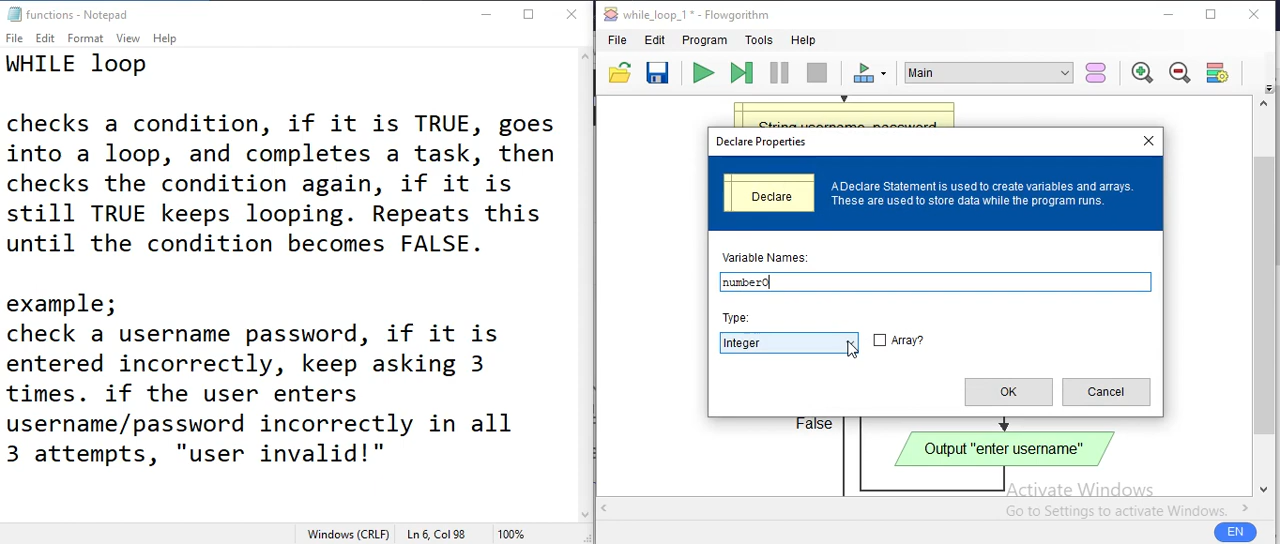 functions - Notepad
File Edit Format View Help
WHILE loop
checks a condition, if it is TRUE, goes
into a loop, and completes a task, then
checks the condition again, if it is
still TRUE keeps looping. Repeats this
until the condition becomes FALSE.
example;
check a username password, if it is
entered incorrectly, keep asking 3
times. if the user enters
username/password incorrectly in all
3 attempts, "user invalid!"
Windows (CRLF) Ln 6, Col 98 100%
while_loop_1 * - Flowgorithm
File Edit Program Tools Help
Main
String username, password
Declare Properties
Declare
A Declare Statement is used to create variables and arrays.
These are used to store data while the program runs.
Variable Names:
numberO
Type:
Integer
Array?
OK Cancel
False
Output "enter username"
Activate Windows
Go to Settings to activate Windows.
EN